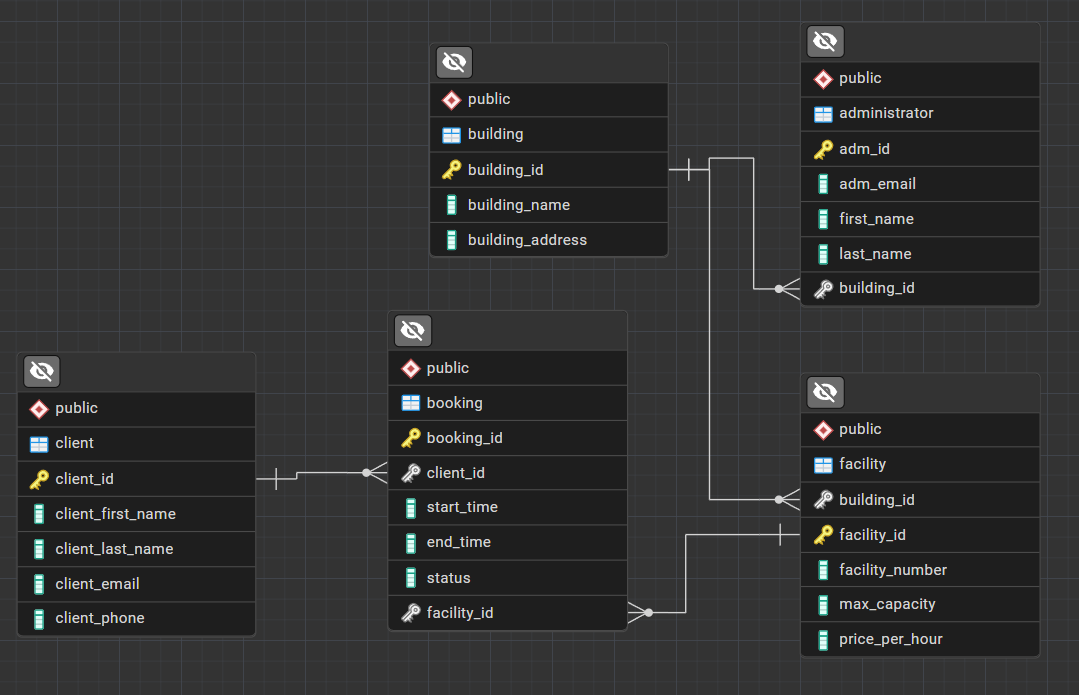 public
building
building_id
building_name
building_address
public
administrator
adm_id
adm_email
first_name
last_name
building_id
public
client
client_id
client_first_name
client_last_name
client_email
client_phone
public
booking
booking_id
client_id
start_time
end_time
status
facility_id
public
facility
building_id
facility_id
facility_number
max_capacity
price_per_hour